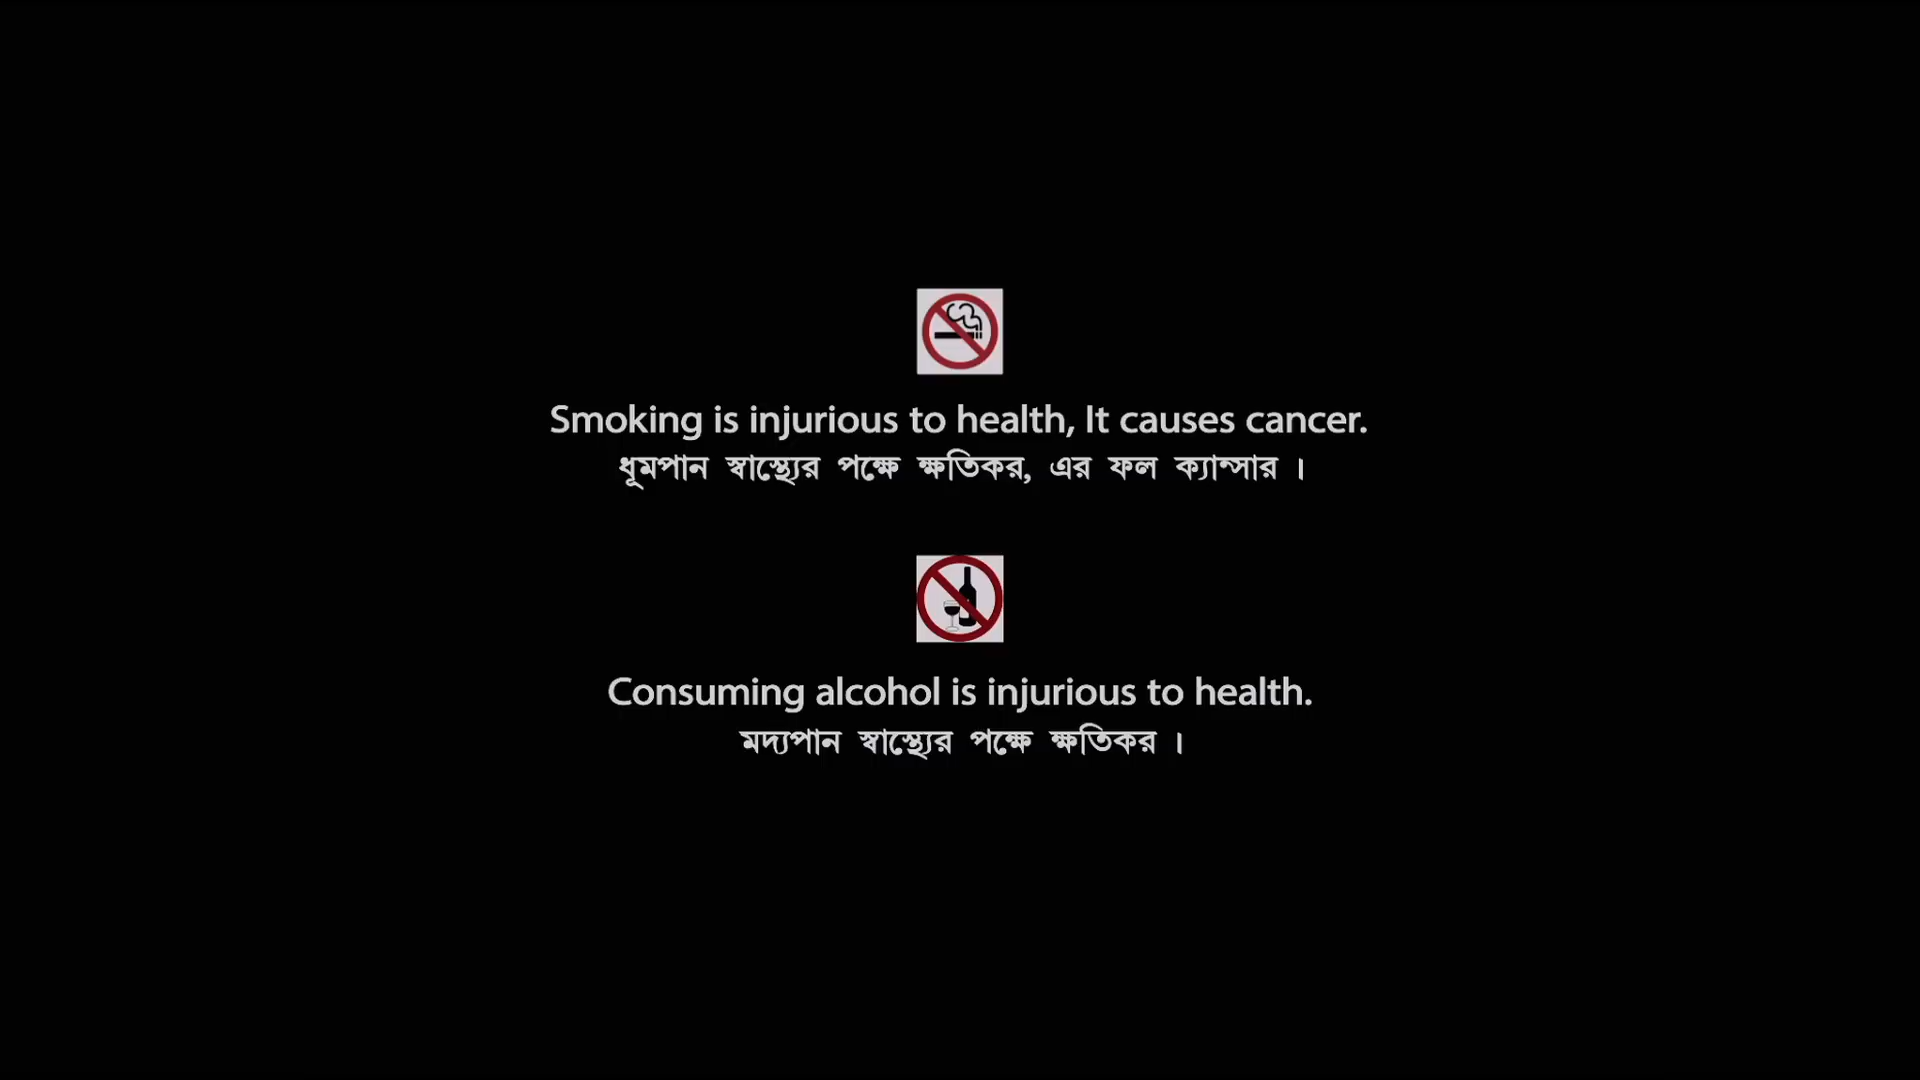 Smoking is injurious to health, It causes cancer.
ধূমপান স্বাস্থ্যের পক্ষে ক্ষতিকর, এর ফল ক্যান্সার ।
Consuming alcohol is injurious to health.
মদ্যপান স্বাস্থ্যের পক্ষে ক্ষতিকর ।